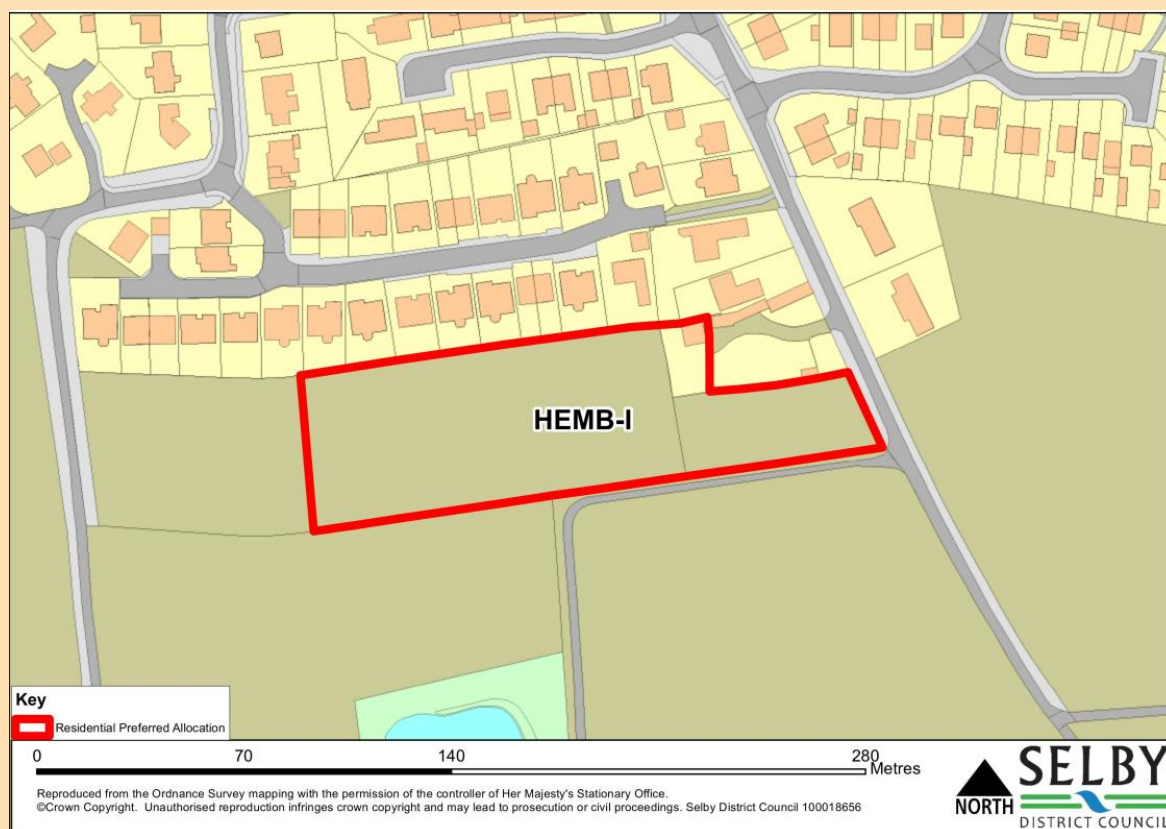 HEMB-I
Key
Residential Preferred Allocation
0 70 140 280
Metres
Reproduced from the Ordnance Survey mapping with the permission of the controller of Her Majesty's Stationary Office.
©Crown Copyright. Unauthorised reproduction infringes crown copyright and may lead to prosecution or civil proceedings. Selby District Council 100018656
NORTH
SELBY
DISTRICT COUNCIL